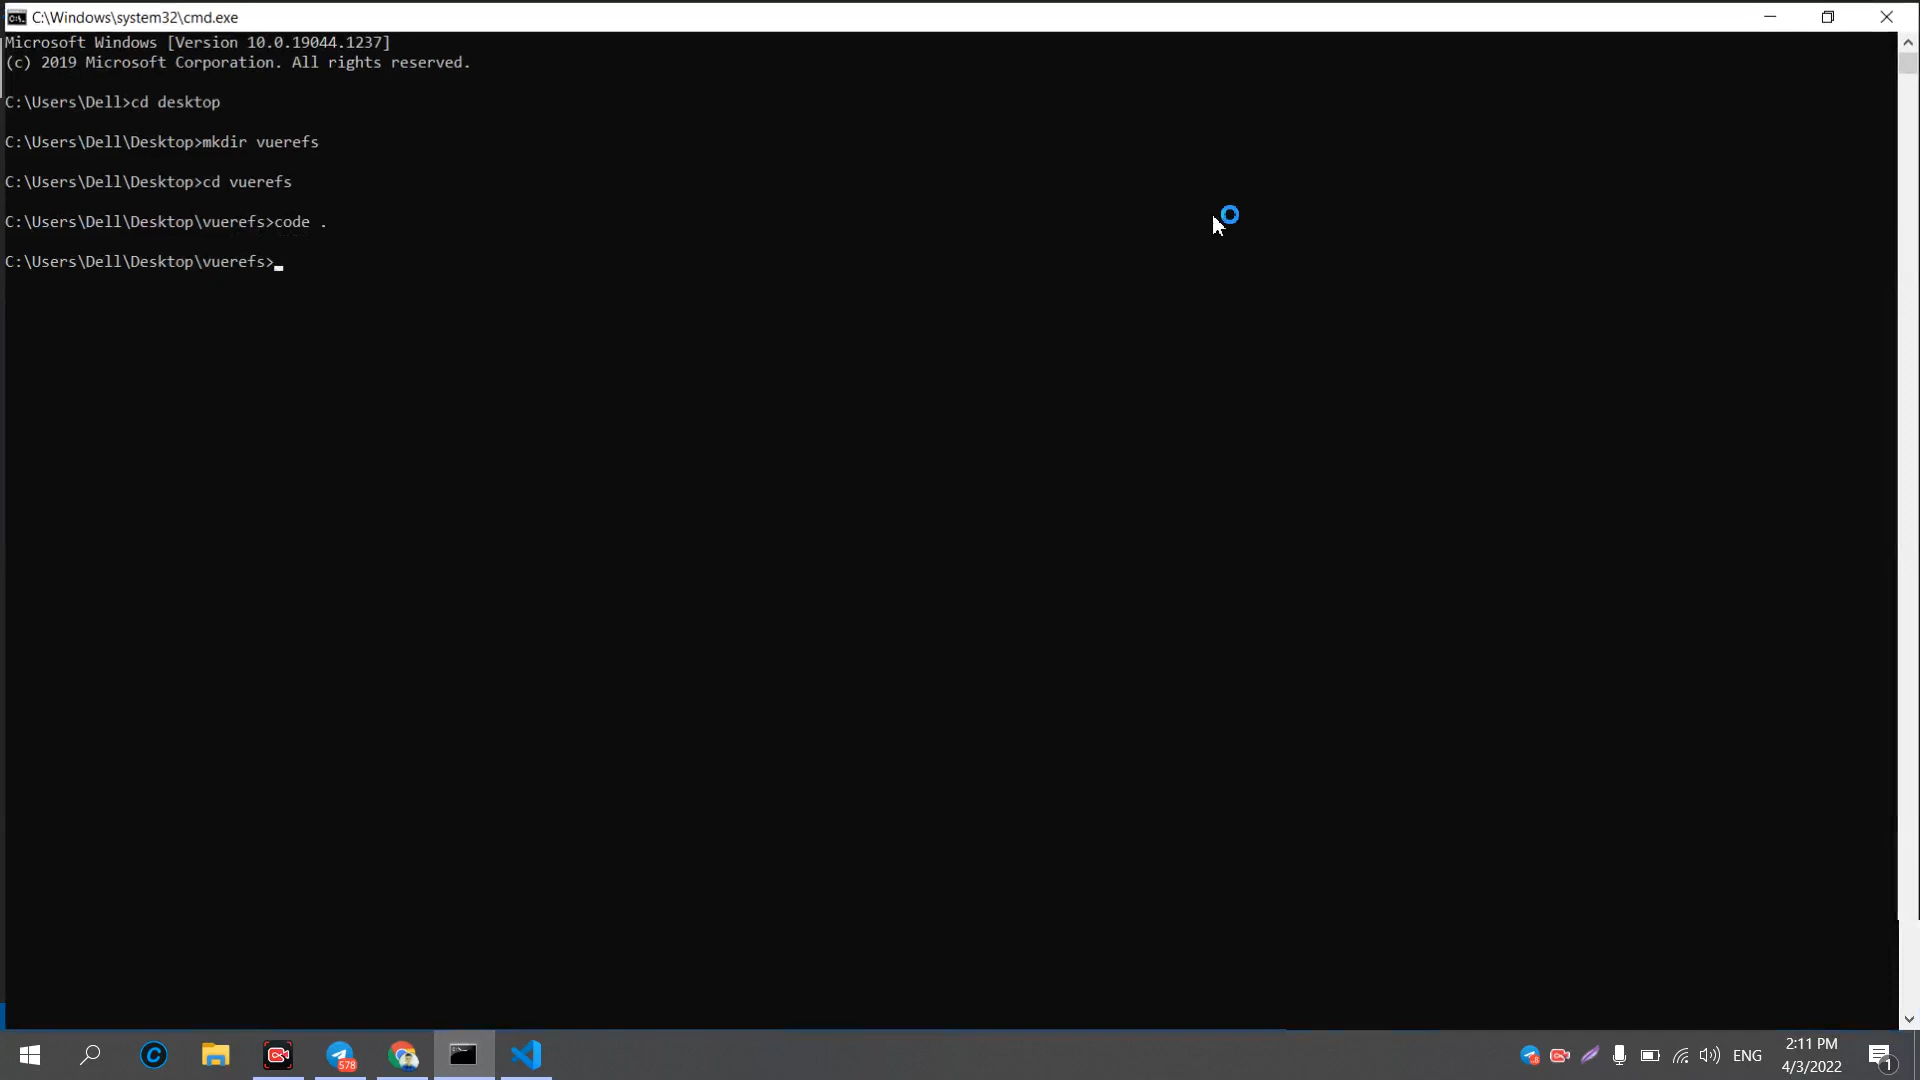 C:\Windows\system32\cmd.exe
Microsoft Windows [Version 10.0.19044.1237]
(c) 2019 Microsoft Corporation. All rights reserved.
C:\Users\Dell>cd desktop
C:\Users\Dell\Desktop>mkdir vuerefs
C:\Users\Dell\Desktop>cd vuerefs
C:\Users\Dell\Desktop\vuerefs>code .
C:\Users\Dell\Desktop\vuerefs>
578
ENG
2:11 PM
4/3/2022
1